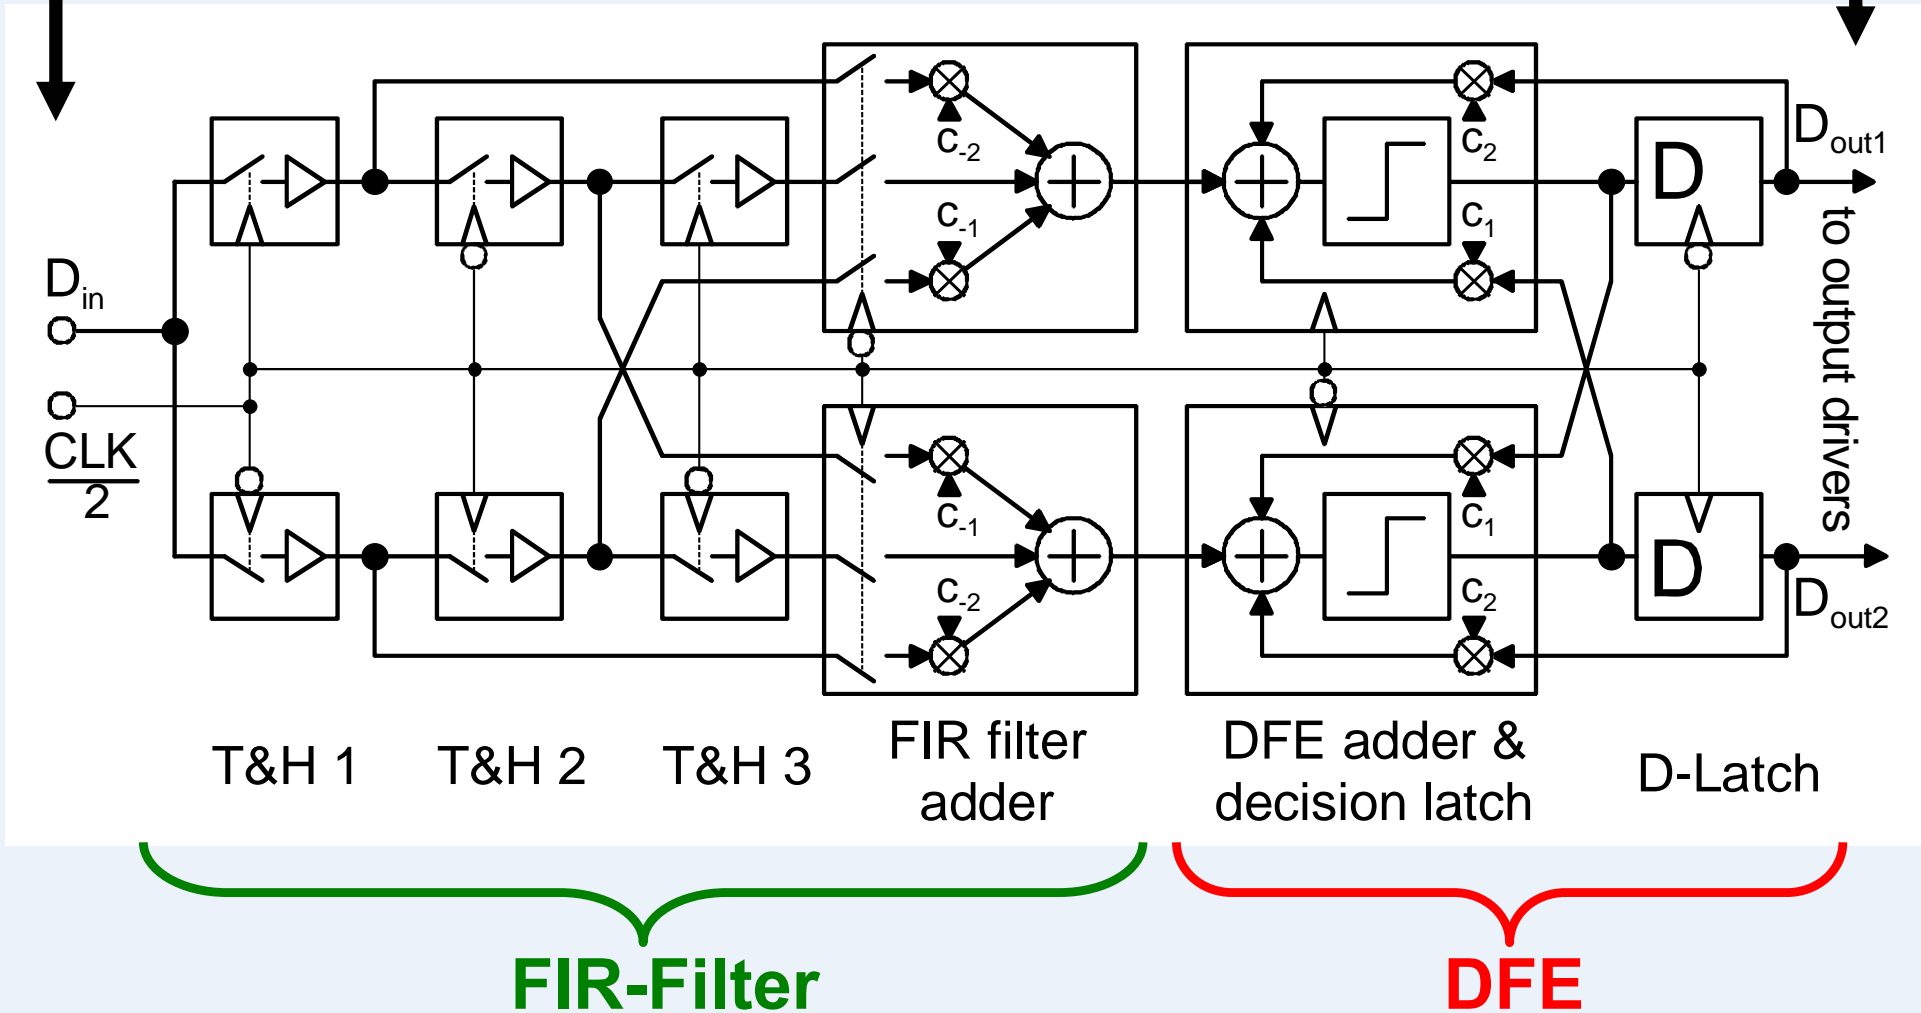 c-2
c2
D
Dout1
c-1
c1
Din
to output drivers
CLK
2
c-1
c1
D
c-2
c2
Dout2
T&H 1
T&H 2
T&H 3
FIR filter
adder
DFE adder &
decision latch
D-Latch
FIR-Filter
DFE